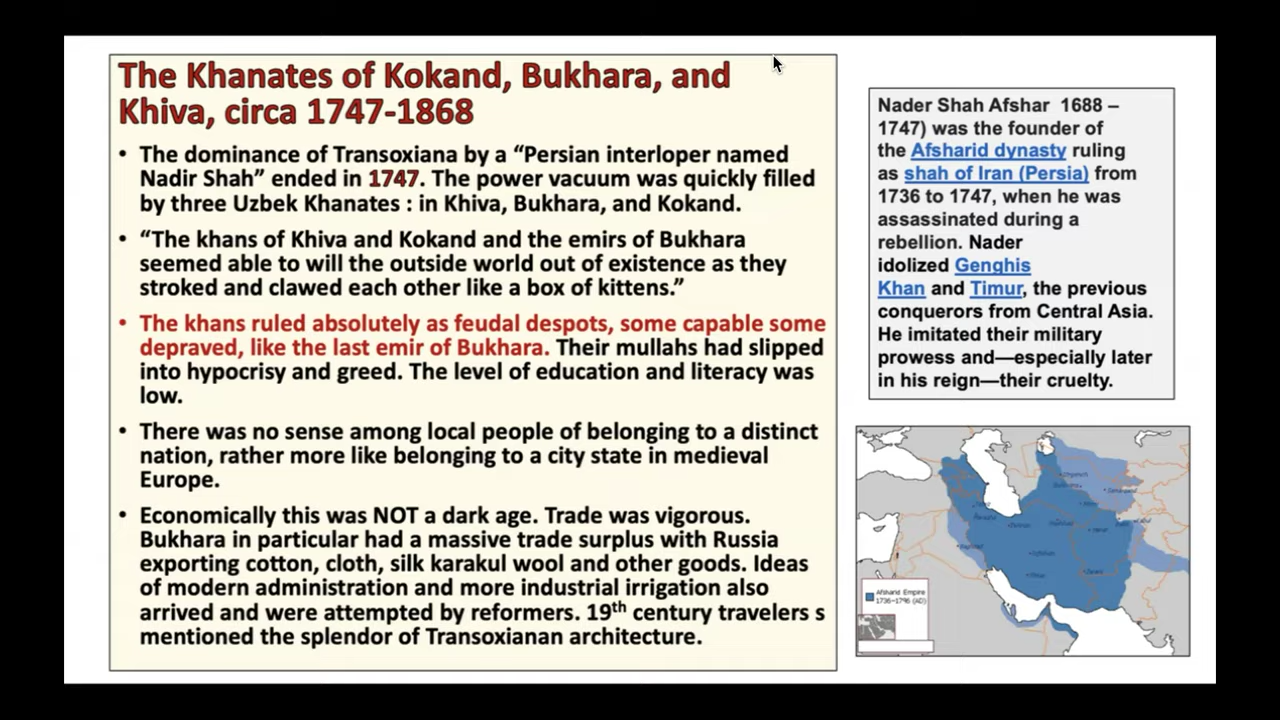 The Khanates of Kokand, Bukhara, and
Khiva, circa 1747-1868
• The dominance of Transoxiana by a “Persian interloper named
Nadir Shah” ended in 1747. The power vacuum was quickly filled
by three Uzbek Khanates : in Khiva, Bukhara, and Kokand.
• “The khans of Khiva and Kokand and the emirs of Bukhara
seemed able to will the outside world out of existence as they
stroked and clawed each other like a box of kittens.”
• The khans ruled absolutely as feudal despots, some capable some
depraved, like the last emir of Bukhara. Their mullahs had slipped
into hypocrisy and greed. The level of education and literacy was
low.
• There was no sense among local people of belonging to a distinct
nation, rather more like belonging to a city state in medieval
Europe.
• Economically this was NOT a dark age. Trade was vigorous.
Bukhara in particular had a massive trade surplus with Russia
exporting cotton, cloth, silk karakul wool and other goods. Ideas
of modern administration and more industrial irrigation also
arrived and were attempted by reformers. 19th century travelers s
mentioned the splendor of Transoxianan architecture.
Nader Shah Afshar 1688 –
1747) was the founder of
the Afsharid dynasty ruling
as shah of Iran (Persia) from
1736 to 1747, when he was
assassinated during a
rebellion. Nader
idolized Genghis
Khan and Timur, the previous
conquerors from Central Asia.
He imitated their military
prowess and—especially later
in his reign—their cruelty.
Afsharid Empire
1736-1796 (AD)